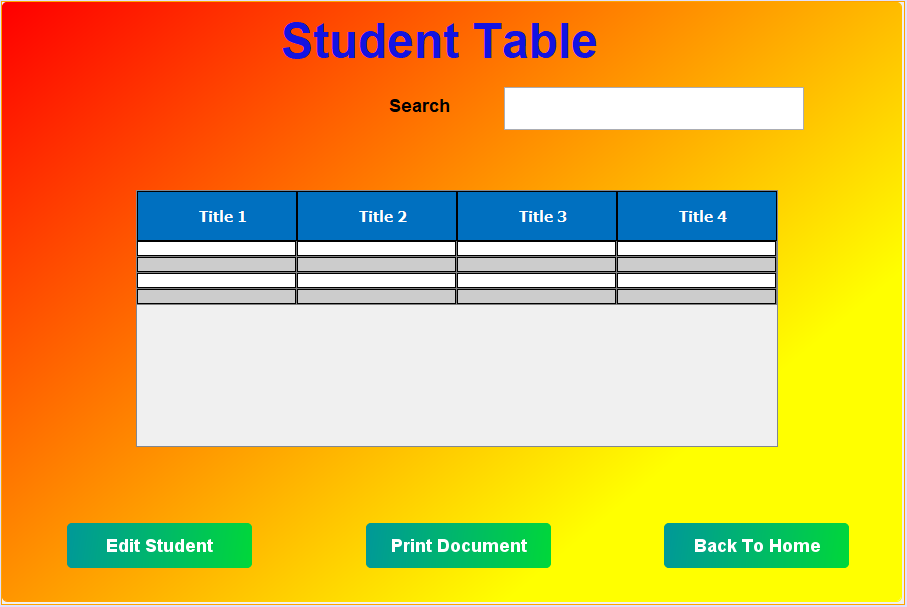 Student Table
Search
Title 1 Title 2 Title 3 Title 4
Edit Student Print Document Back To Home